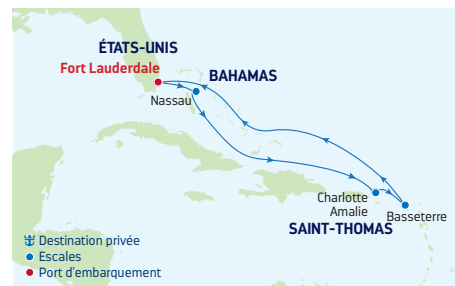 ÉTATS-UNIS
Fort Lauderdale
BAHAMAS
Nassau
Charlotte
Amalie
SAINT-THOMAS
Basseterre
Destination privée
Escales
Port d'embarquement